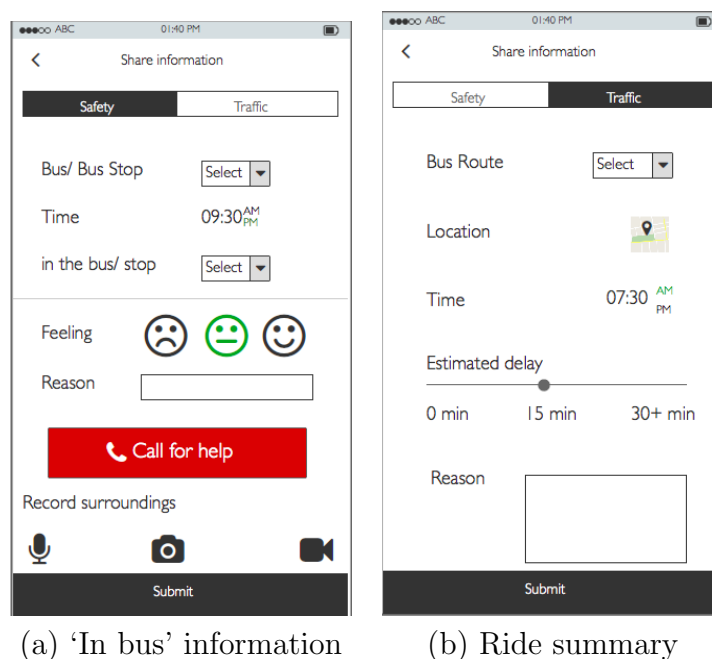 ABC 01:40 PM
Share information
Safety Traffic
Bus/ Bus Stop Select
Time 09:30 AM PM
in the bus/ stop Select
Feeling
Reason
Call for help
Record surroundings
Submit
(a) ‘In bus’ information
ABC 01:40 PM
Share information
Safety Traffic
Bus Route Select
Location
Time 07:30 AM PM
Estimated delay
0 min 15 min 30+ min
Reason
Submit
(b) Ride summary